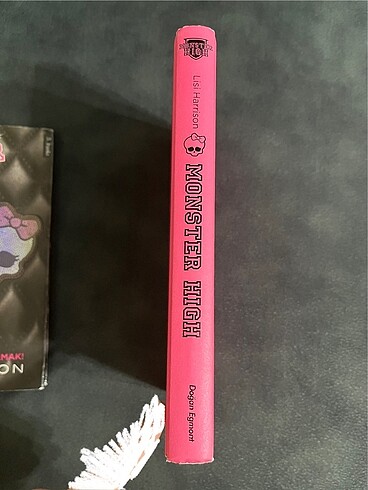 MONSTER HIGH
Lisi Harrison
MONSTER HIGH
Doğan Egmont
MAK!
ON